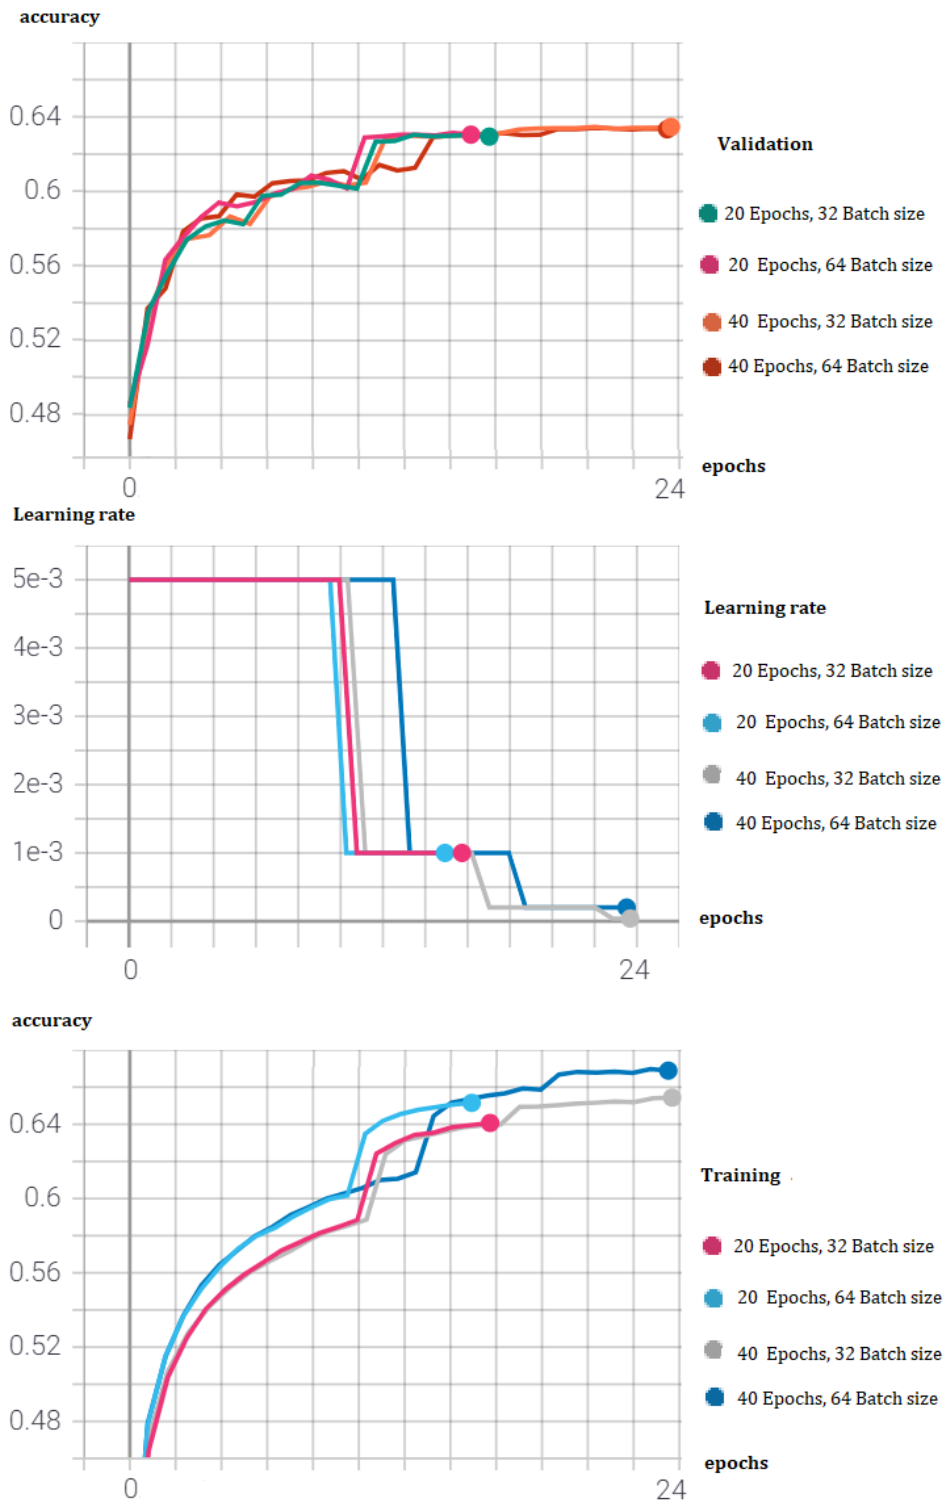 accuracy
0.64
0.6
0.56
0.52
0.48
0
24
epochs
Validation
20 Epochs, 32 Batch size
20 Epochs, 64 Batch size
40 Epochs, 32 Batch size
40 Epochs, 64 Batch size
Learning rate
5e-3
4e-3
3e-3
2e-3
1e-3
0
0
24
epochs
Learning rate
20 Epochs, 32 Batch size
20 Epochs, 64 Batch size
40 Epochs, 32 Batch size
40 Epochs, 64 Batch size
accuracy
0.64
0.6
0.56
0.52
0.48
0
24
epochs
Training
20 Epochs, 32 Batch size
20 Epochs, 64 Batch size
40 Epochs, 32 Batch size
40 Epochs, 64 Batch size